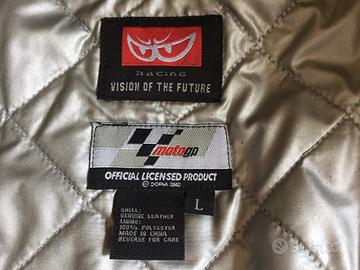 RACING
VISION OF THE FUTURE
motogp
OFFICIAL LICENSED PRODUCT
© DORNA 2002
SHELL:
GENUINE LEATHER
LINING:
100% POLYESTER
MADE IN CHINA
REVERSE FOR CARE
L
subito